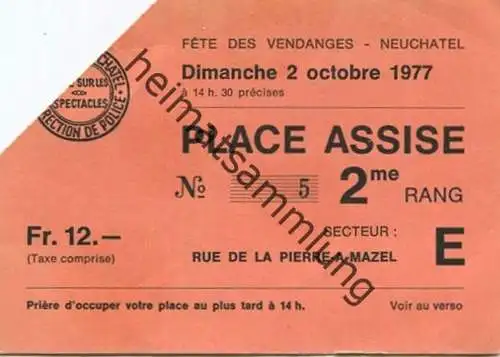 FÊTE DES VENDANGES - NEUCHATEL
Dimanche 2 octobre 1977
à 14 h. 30 précises
CHATEL
SUR LES
SPECTACLES
DIRECTION DE POLICE
PLACE ASSISE
No 5 2me RANG
Fr. 12.—
(Taxe comprise)
SECTEUR :
RUE DE LA PIERRE-A-MAZEL E
Prière d'occuper votre place au plus tard à 14 h.
Voir au verso
heimatsammlung